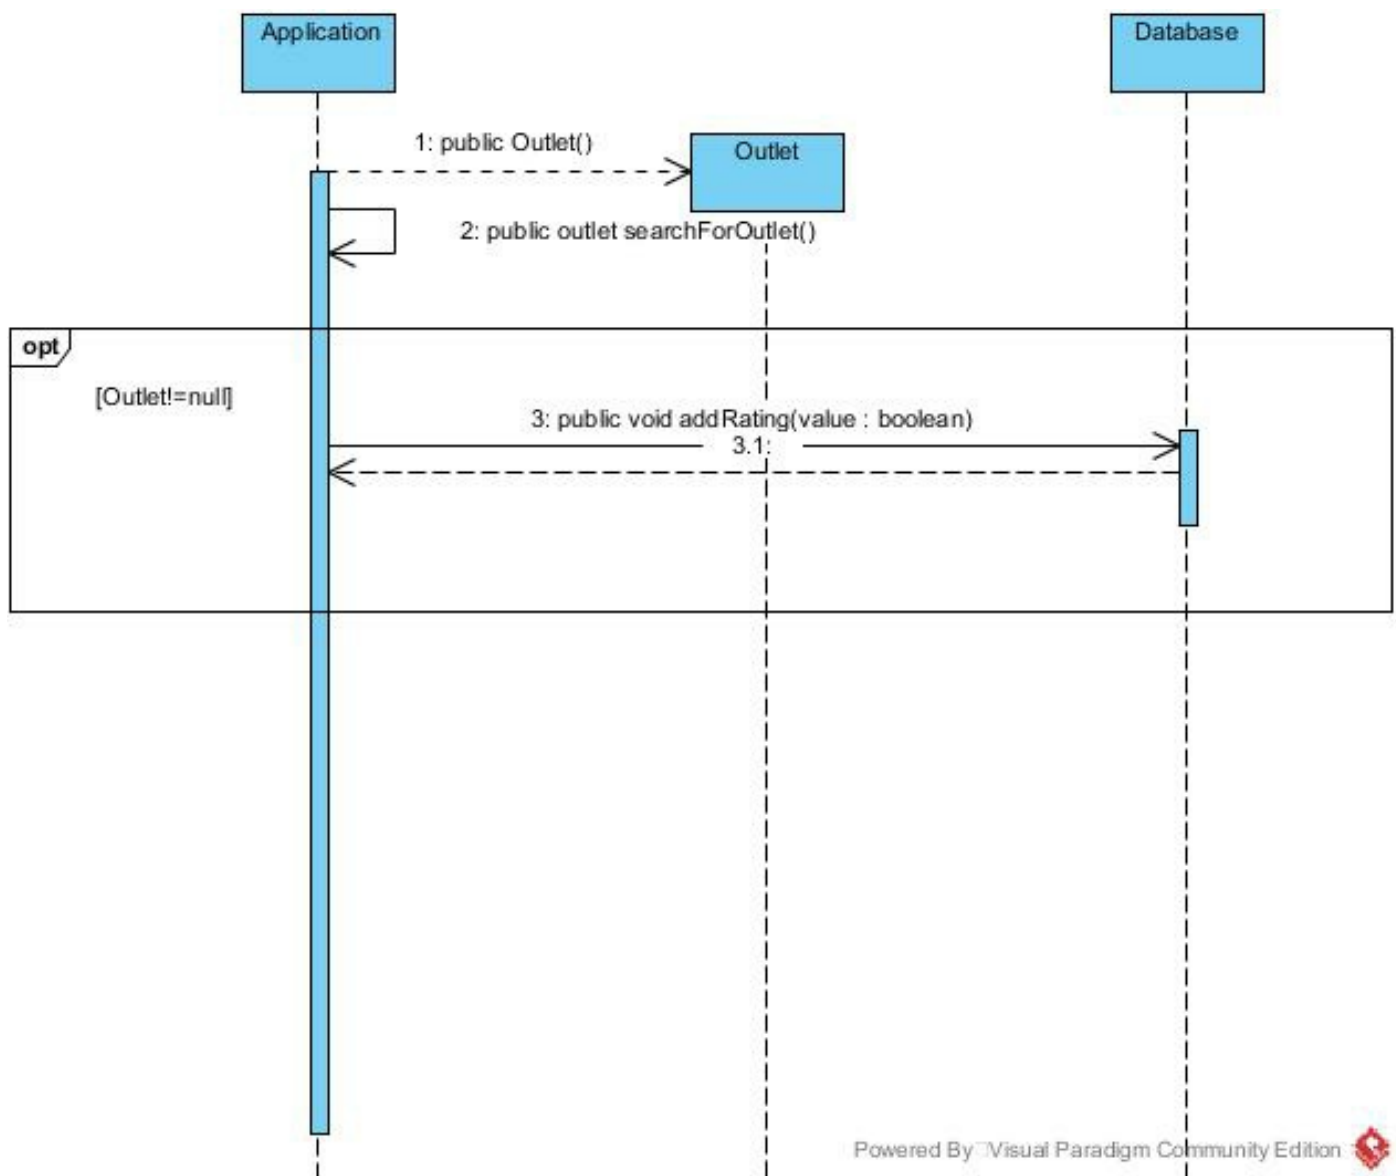 Application
Database
1: public Outlet()
Outlet
2: public outlet searchForOutlet()
opt
[Outlet!=null]
3: public void addRating(value : boolean)
3.1:
Powered By Visual Paradigm Community Edition